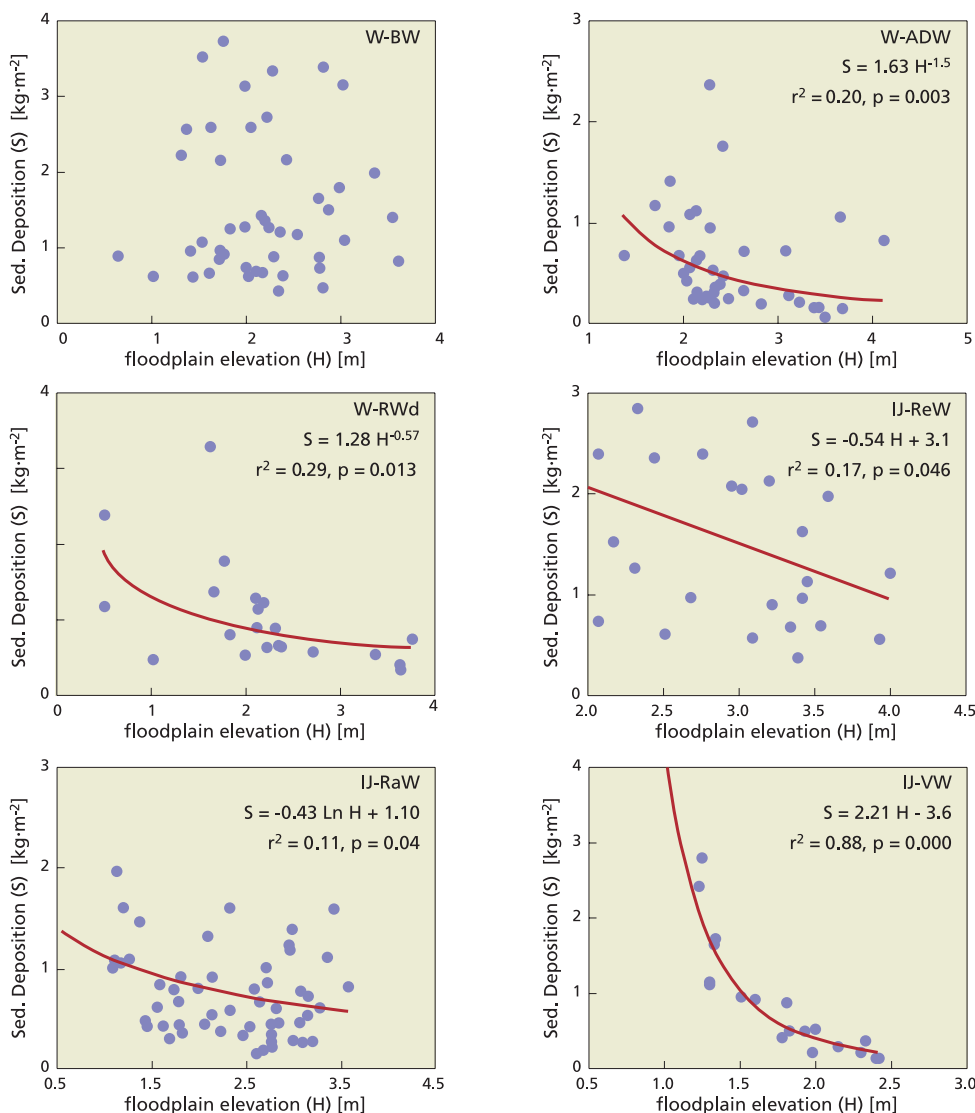 W-BW
4
3
2
1
0
Sed. Deposition (S) [kg·m-2]
0 1 2 3 4
floodplain elevation (H) [m]
W-ADW
S = 1.63 H-1.5
r2 = 0.20, p = 0.003
3
2
1
0
Sed. Deposition (S) [kg·m-2]
1 2 3 4 5
floodplain elevation (H) [m]
W-RWd
S = 1.28 H-0.57
r2 = 0.29, p = 0.013
4
0
Sed. Deposition (S) [kg·m-2]
0 1 2 3 4
floodplain elevation (H) [m]
IJ-ReW
S = -0.54 H + 3.1
r2 = 0.17, p = 0.046
3
2
1
0
Sed. Deposition (S) [kg·m-2]
2.0 2.5 3.0 3.5 4.0 4.5
floodplain elevation (H) [m]
IJ-RaW
S = -0.43 Ln H + 1.10
r2 = 0.11, p = 0.04
3
2
1
0
Sed. Deposition (S) [kg·m-2]
0.5 1.5 2.5 3.5 4.5
floodplain elevation (H) [m]
IJ-VW
S = 2.21 H - 3.6
r2 = 0.88, p = 0.000
4
3
2
1
0
Sed. Deposition (S) [kg·m-2]
0.5 1.0 1.5 2.0 2.5 3.0
floodplain elevation (H) [m]